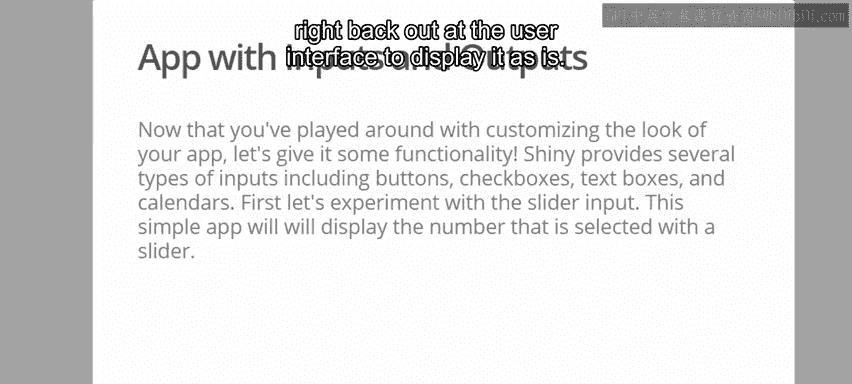 right back out at the user
interface to display it as is.
App with Inputs and Outputs
Now that you've played around with customizing the look of
your app, let's give it some functionality! Shiny provides several
types of inputs including buttons, checkboxes, text boxes, and
calendars. First let's experiment with the slider input. This
simple app will will display the number that is selected with a
slider.